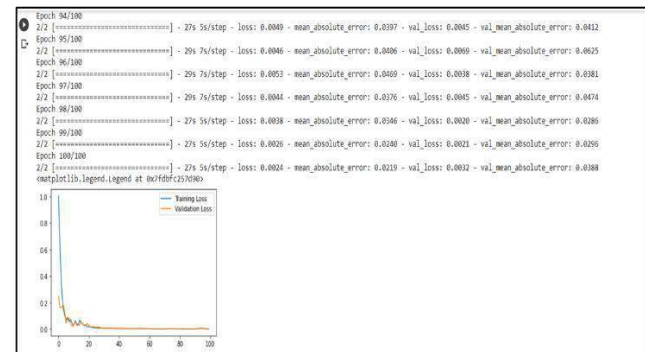 Epoch 94/100
2/2 [==============================] - 27s 5s/step - loss: 0.0049 - mean_absolute_error: 0.0397 - val_loss: 0.0045 - val_mean_absolute_error: 0.0412
Epoch 95/100
2/2 [==============================] - 29s 7s/step - loss: 0.0046 - mean_absolute_error: 0.0406 - val_loss: 0.0069 - val_mean_absolute_error: 0.0625
Epoch 96/100
2/2 [==============================] - 29s 7s/step - loss: 0.0053 - mean_absolute_error: 0.0469 - val_loss: 0.0038 - val_mean_absolute_error: 0.0381
Epoch 97/100
2/2 [==============================] - 29s 7s/step - loss: 0.0044 - mean_absolute_error: 0.0376 - val_loss: 0.0045 - val_mean_absolute_error: 0.0474
Epoch 98/100
2/2 [==============================] - 27s 5s/step - loss: 0.0038 - mean_absolute_error: 0.0346 - val_loss: 0.0020 - val_mean_absolute_error: 0.0286
Epoch 99/100
2/2 [==============================] - 27s 5s/step - loss: 0.0026 - mean_absolute_error: 0.0240 - val_loss: 0.0021 - val_mean_absolute_error: 0.0296
Epoch 100/100
2/2 [==============================] - 27s 5s/step - loss: 0.0024 - mean_absolute_error: 0.0219 - val_loss: 0.0032 - val_mean_absolute_error: 0.0388
<matplotlib.legend.Legend at 0x7fdbfc257d90>
Training Loss
Validation Loss
1.0
0.8
0.6
0.4
0.2
0.0
0 20 40 60 80 100